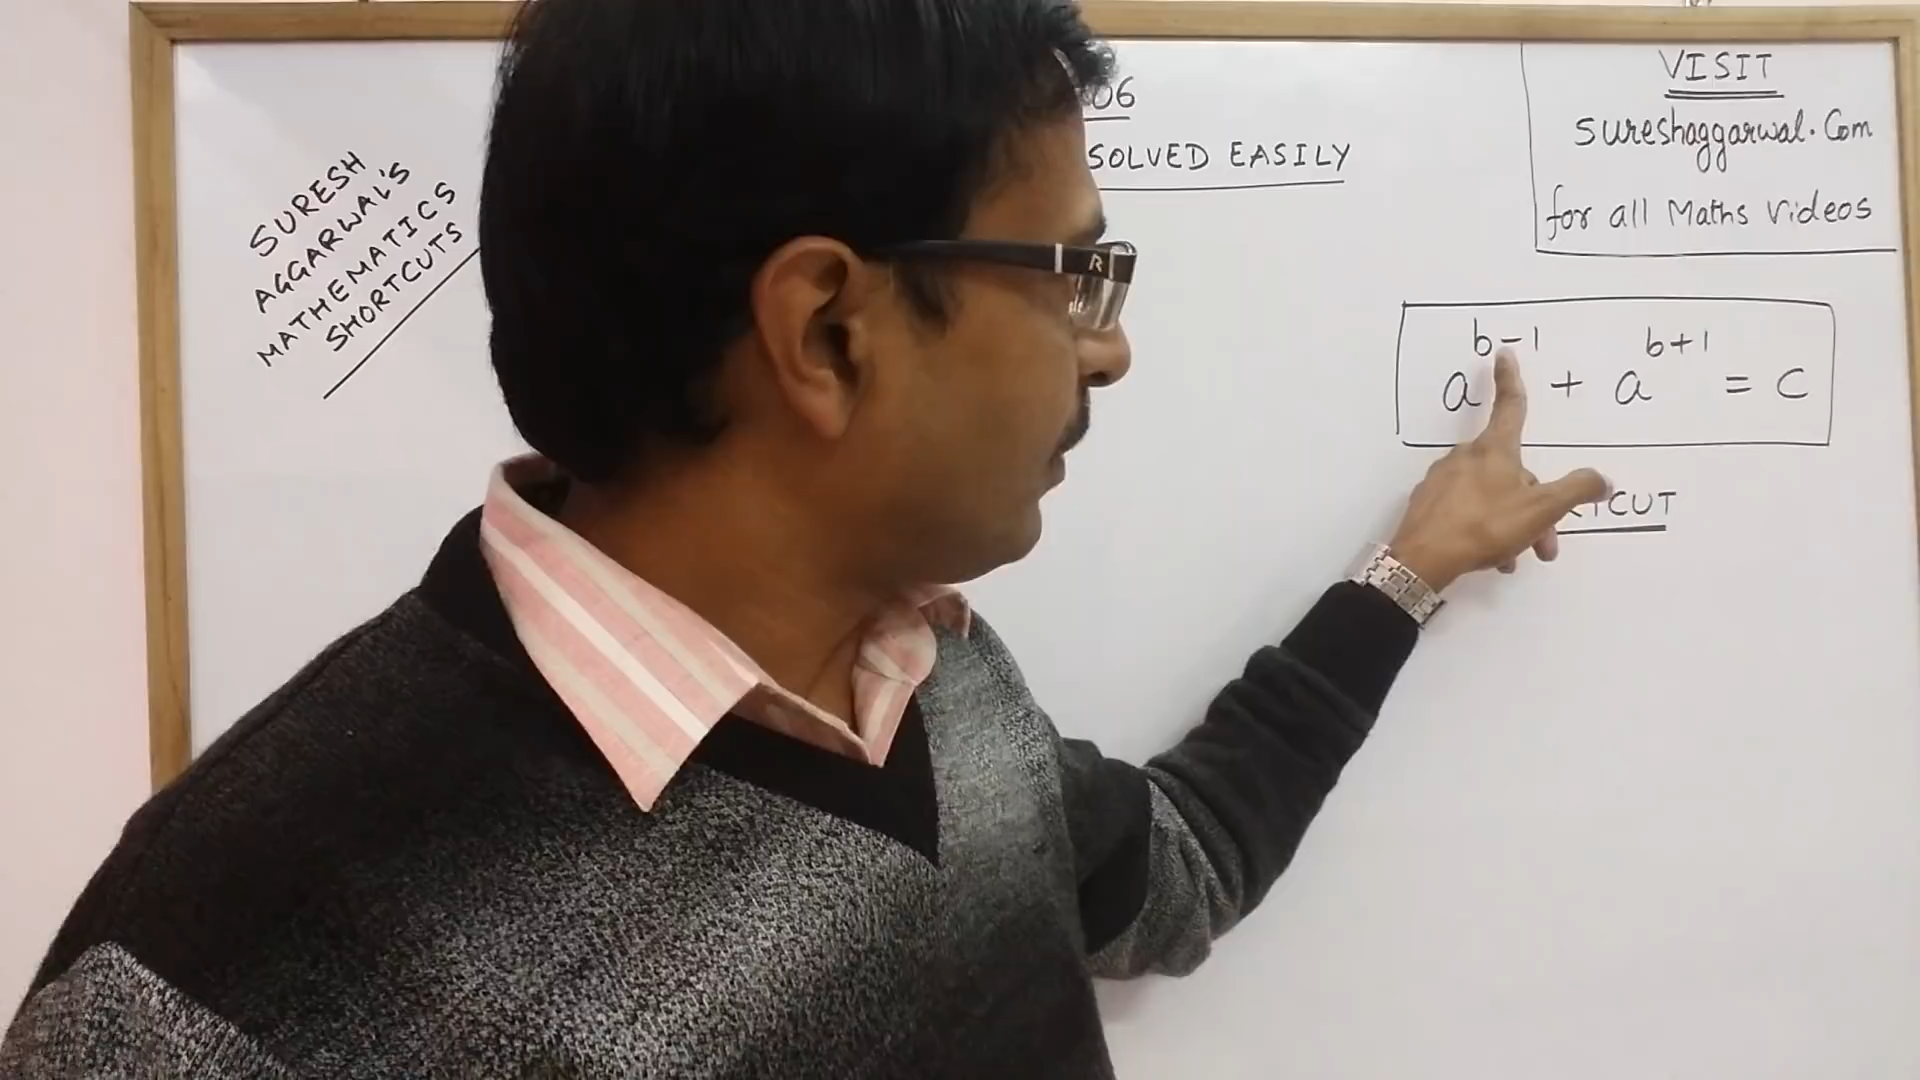 SURESH
AGGARWAL'S
MATHEMATICS
SHORTCUTS
06
SOLVED EASILY
VISIT
sureshaggarwal.Com
for all Maths Videos
a^{b-1} + a^{b+1} = c
R